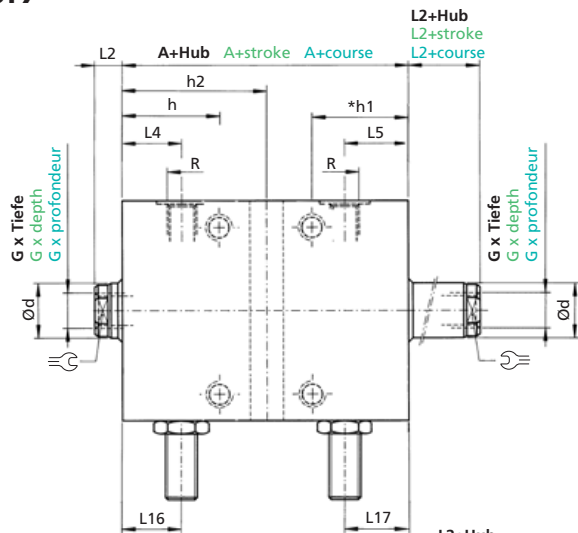 L2+Hub
L2+stroke
L2+course
L2
A+Hub A+stroke A+course
h2
h
*h1
L4
L5
R
R
G x Tiefe
G x depth
G x profondeur
G x Tiefe
G x depth
G x profondeur
Ød
Ød
L16
L17